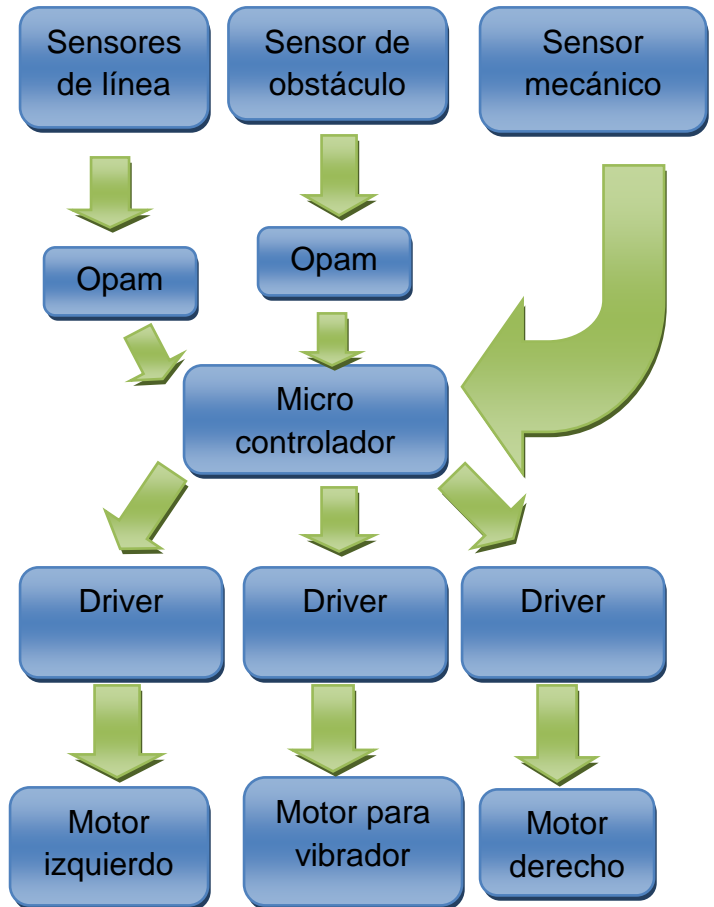 Sensores
de línea
Sensor de
obstáculo
Sensor
mecánico
Opam
Opam
Micro
controlador
Driver
Driver
Driver
Motor
izquierdo
Motor para
vibrador
Motor
derecho